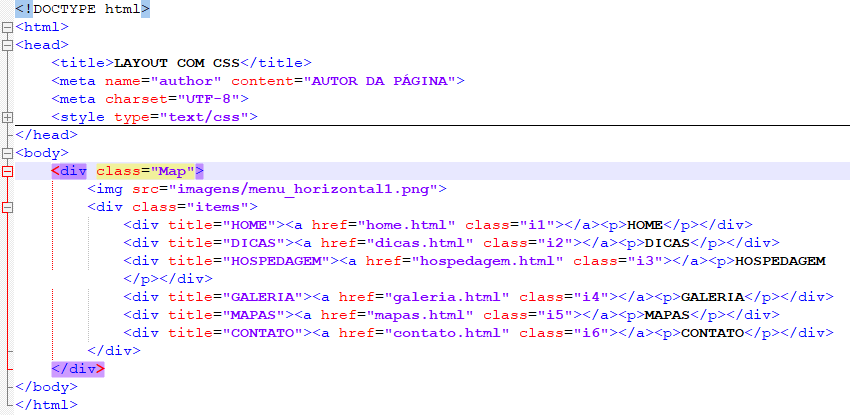 <!DOCTYPE html>
<html>
<head>
<title>LAYOUT COM CSS</title>
<meta name="author" content="AUTOR DA PÁGINA">
<meta charset="UTF-8">
<style type="text/css">
</head>
<body>
<div class="Map">
<img src="imagens/menu_horizontal1.png">
<div class="items">
<div title="HOME"><a href="home.html" class="i1"></a><p>HOME</p></div>
<div title="DICAS"><a href="dicas.html" class="i2"></a><p>DICAS</p></div>
<div title="HOSPEDAGEM"><a href="hospedagem.html" class="i3"></a><p>HOSPEDAGEM
</p></div>
<div title="GALERIA"><a href="galeria.html" class="i4"></a><p>GALERIA</p></div>
<div title="MAPAS"><a href="mapas.html" class="i5"></a><p>MAPAS</p></div>
<div title="CONTATO"><a href="contato.html" class="i6"></a><p>CONTATO</p></div>
</div>
</div>
</body>
</html>